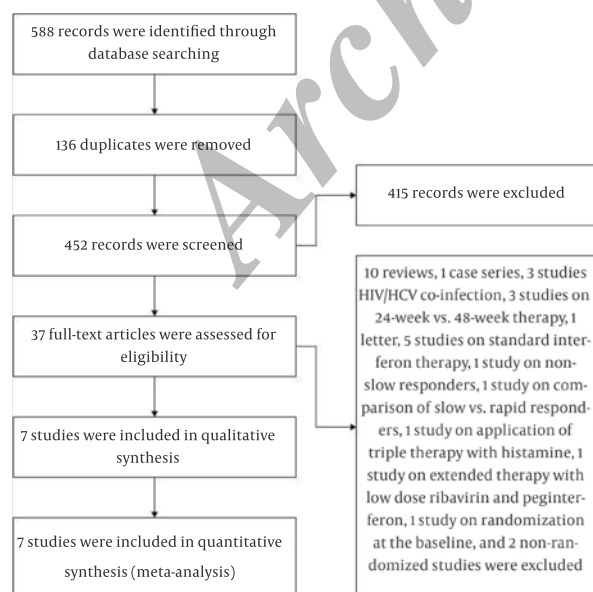 588 records were identified through
database searching
136 duplicates were removed
415 records were excluded
452 records were screened
10 reviews, 1 case series, 3 studies
HIV/HCV co-infection, 3 studies on
24-week vs. 48-week therapy, 1
letter, 5 studies on standard inter-
feron therapy, 1 study on non-
slow responders, 1 study on com-
parison of slow vs. rapid respond-
ers, 1 study on application of
triple therapy with histamine, 1
study on extended therapy with
low dose ribavirin and peginter-
feron, 1 study on randomization
at the baseline, and 2 non-ran-
domized studies were excluded
37 full-text articles were assessed for
eligibility
7 studies were included in qualitative
synthesis
7 studies were included in quantitative
synthesis (meta-analysis)
Arch